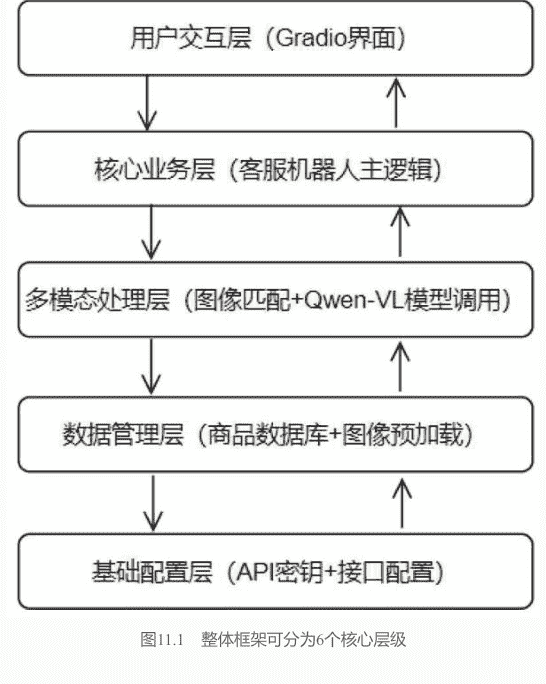 用户交互层（Gradio界面）
核心业务层（客服机器人主逻辑）
多模态处理层（图像匹配+Qwen-VL模型调用）
数据管理层（商品数据库+图像预加载）
基础配置层（API密钥+接口配置）
图11.1 整体框架可分为6个核心层级